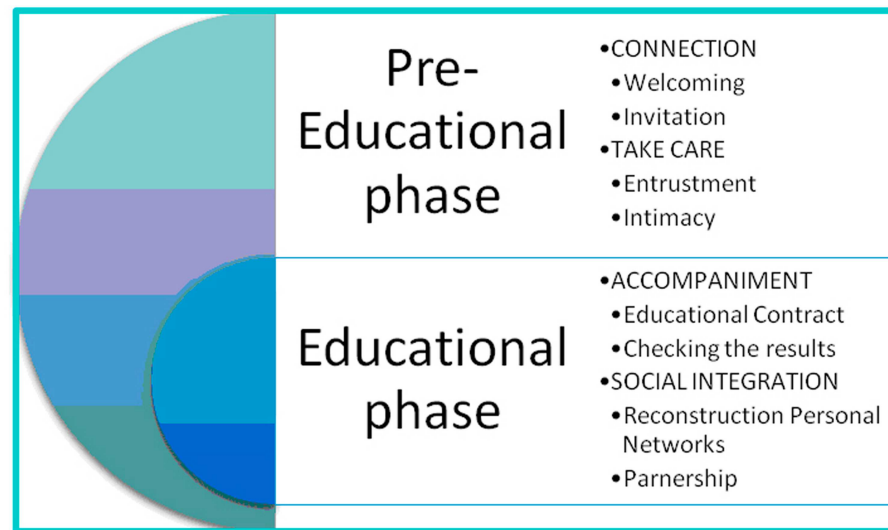 Pre-
Educational
phase
•CONNECTION
•Welcoming
•Invitation
•TAKE CARE
•Entrustment
•Intimacy
Educational
phase
•ACCOMPANIMENT
•Educational Contract
•Checking the results
•SOCIAL INTEGRATION
•Reconstruction Personal
Networks
•Parnership